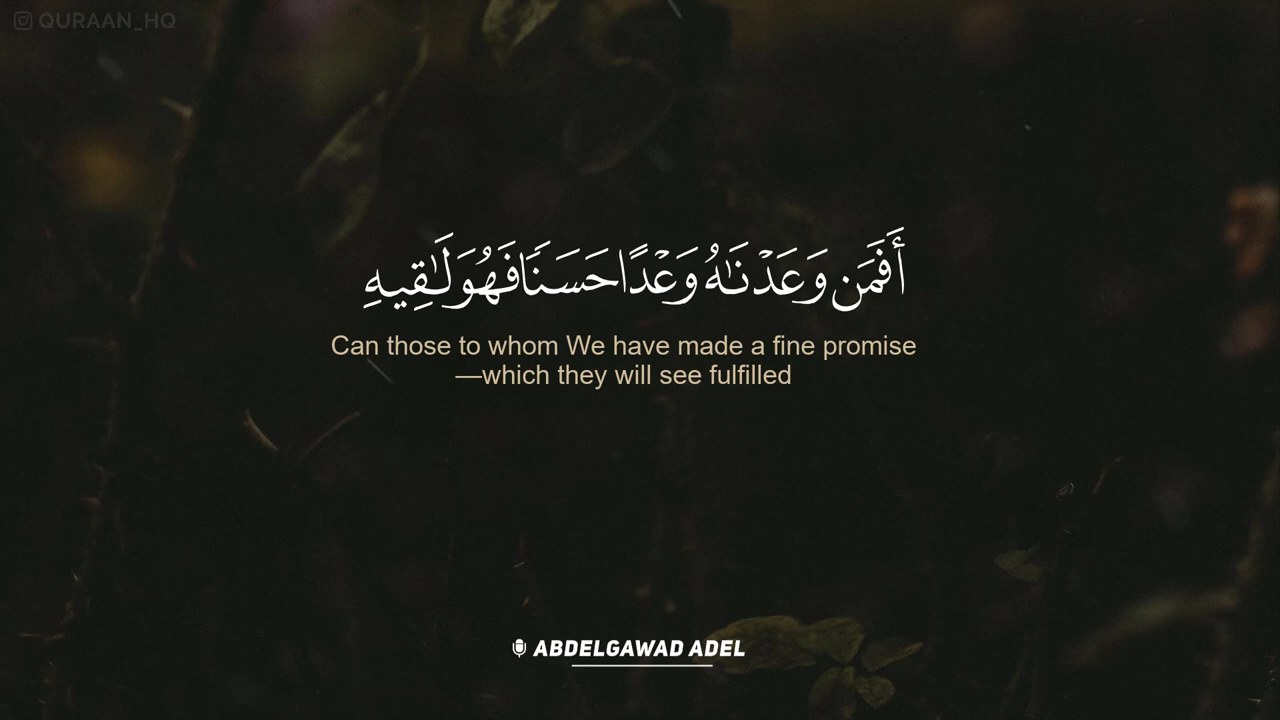 QURAAN_HQ
أَفَمَن وَعَدْنَٰهُ وَعْدًا حَسَنًا فَهُوَ لَٰقِيهِ
Can those to whom We have made a fine promise
—which they will see fulfilled
ABDELGAWAD ADEL